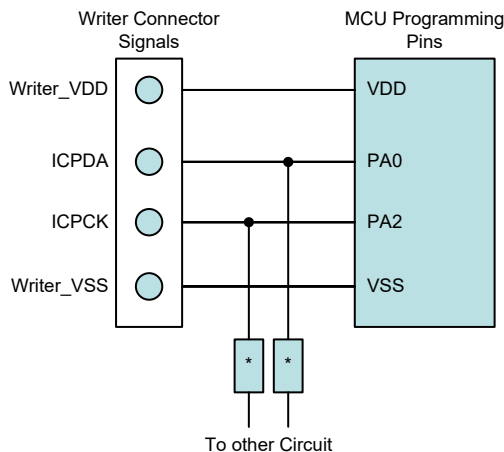 Writer Connector
Signals
MCU Programming
Pins
Writer_VDD
VDD
ICPDA
PA0
ICPCK
PA2
Writer_VSS
VSS
* *
To other Circuit